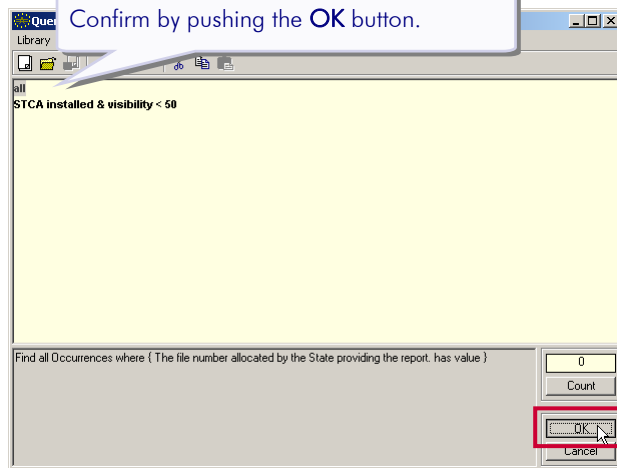 Confirm by pushing the OK button.
Library
all
STCA installed & visibility < 50
Find all Occurrences where { The file number allocated by the State providing the report. has value }
0
Count
OK
Cancel